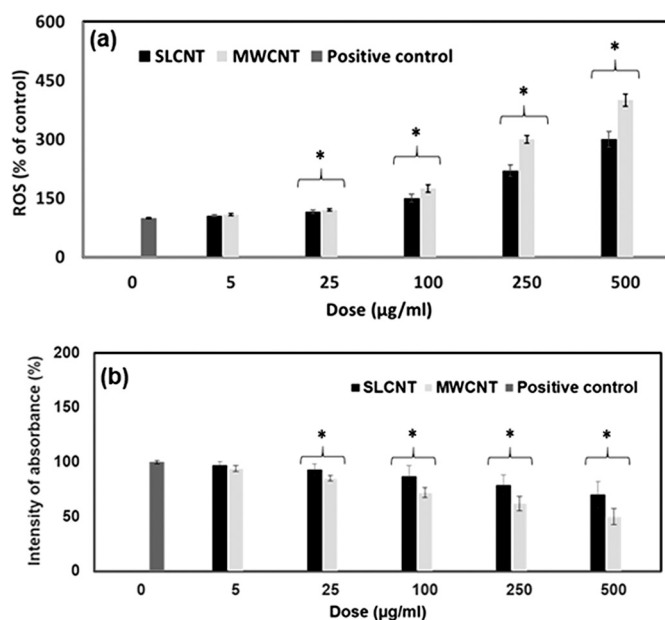 600
(a)
SLCNT MWCNT Positive control
*
*
450
*
*
300
150
0
ROS (% of control)
0 5 25 100 250 500
Dose (µg/ml)
200
(b)
SLCNT MWCNT Positive control
150
* * * *
100
50
0
Intensity of absorbance (%)
0 5 25 100 250 500
Dose (µg/ml)